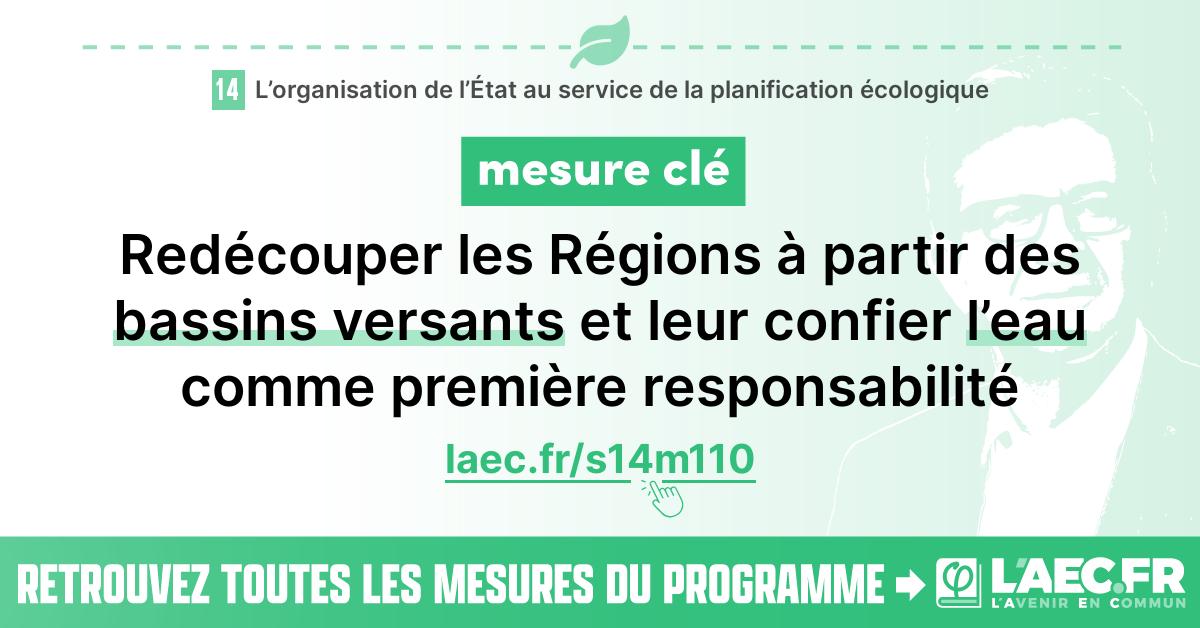 14 L’organisation de l’État au service de la planification écologique
mesure clé
Redécouper les Régions à partir des
bassins versants et leur confier l’eau
comme première responsabilité
laec.fr/s14m110
RETROUVEZ TOUTES LES MESURES DU PROGRAMME
φ L'AEC.FR
L'AVENIR EN COMMUN